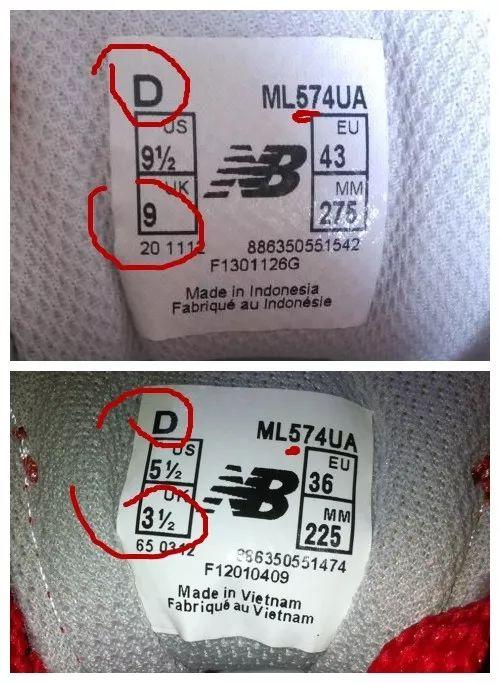 D ML574UA
US EU
9½ 43
UK MM
9 275
20 1112 886350551542
F1301126G
Made in Indonesia
Fabriqué au Indonésie
D ML574UA
US EU
5½ 36
UK MM
3½ 225
65 0312 886350551474
F12010409
Made in Vietnam
Fabriqué au Vietnam